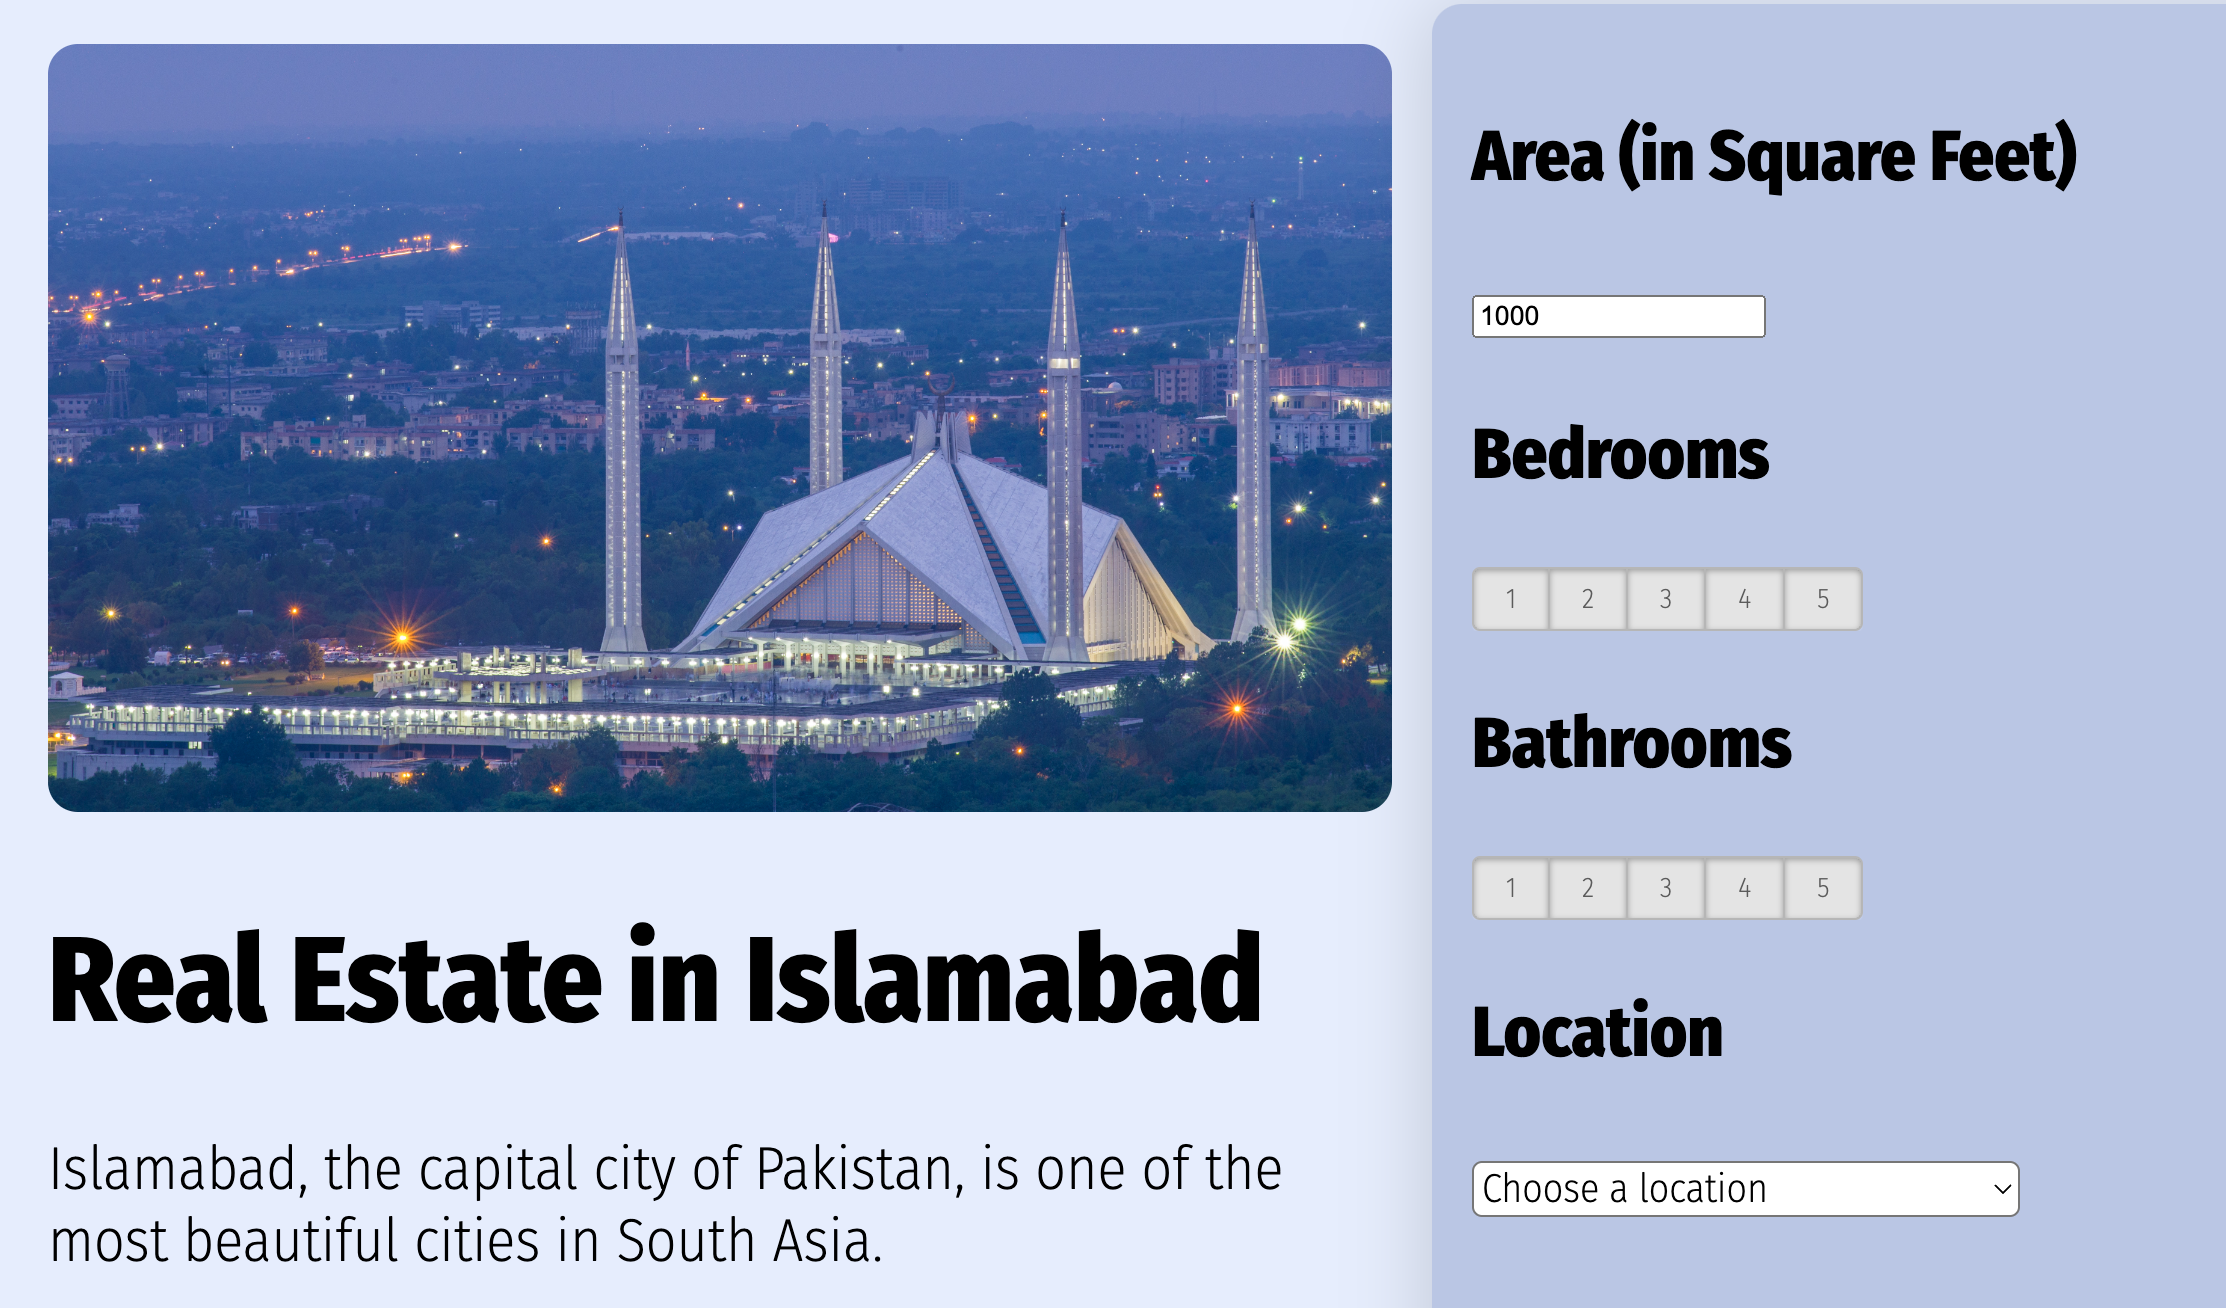 Real Estate in Islamabad
Islamabad, the capital city of Pakistan, is one of the
most beautiful cities in South Asia.
Area (in Square Feet)
1000
Bedrooms
1 2 3 4 5
Bathrooms
1 2 3 4 5
Location
Choose a location